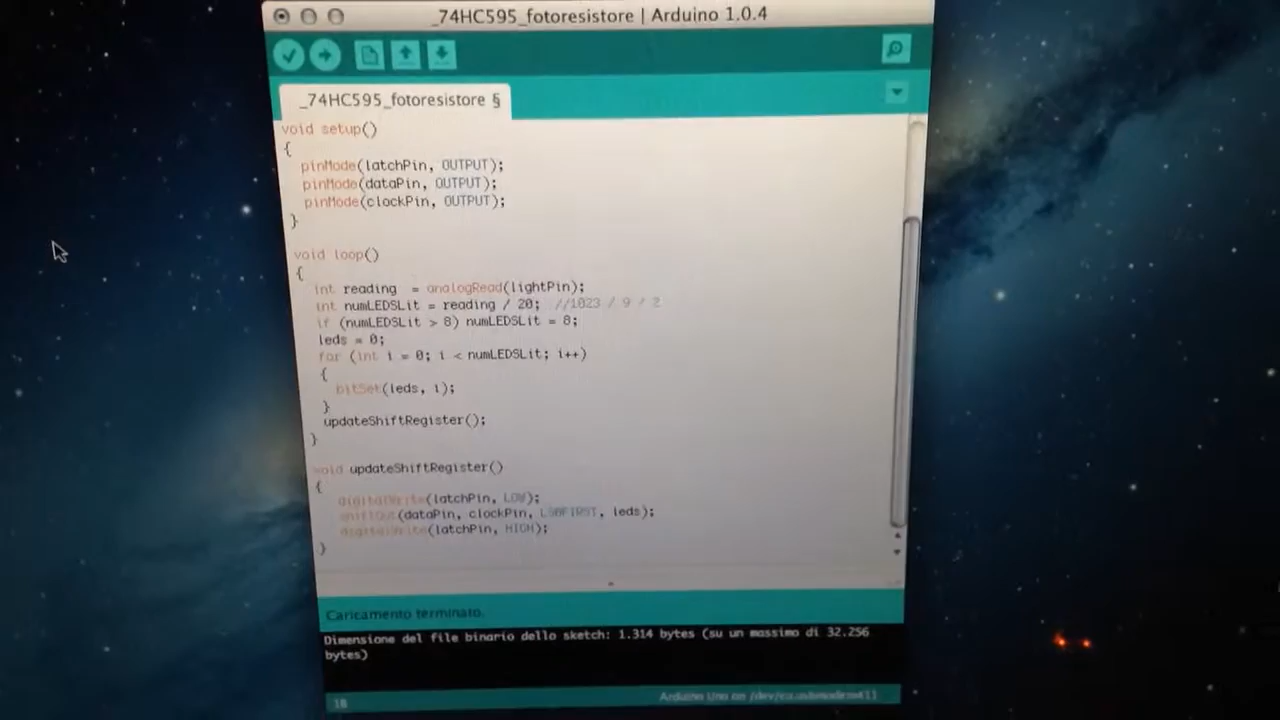 _74HC595_fotoresistore | Arduino 1.0.4
_74HC595_fotoresistore §
void setup()
{
pinMode(latchPin, OUTPUT);
pinMode(dataPin, OUTPUT);
pinMode(clockPin, OUTPUT);
}
void loop()
{
int reading  = analogRead(lightPin);
int numLEDSLit = reading / 20;  //1023 / 9 / 2
if (numLEDSLit > 8) numLEDSLit = 8;
leds = 0;
for (int i = 0; i < numLEDSLit; i++)
{
bitSet(leds, i);
}
updateShiftRegister();
}
void updateShiftRegister()
{
digitalWrite(latchPin, LOW);
shiftOut(dataPin, clockPin, LSBFIRST, leds);
digitalWrite(latchPin, HIGH);
}
Caricamento terminato.
Dimensione del file binario dello sketch: 1.314 bytes (su un massimo di 32.256
bytes)
18
Arduino Uno on